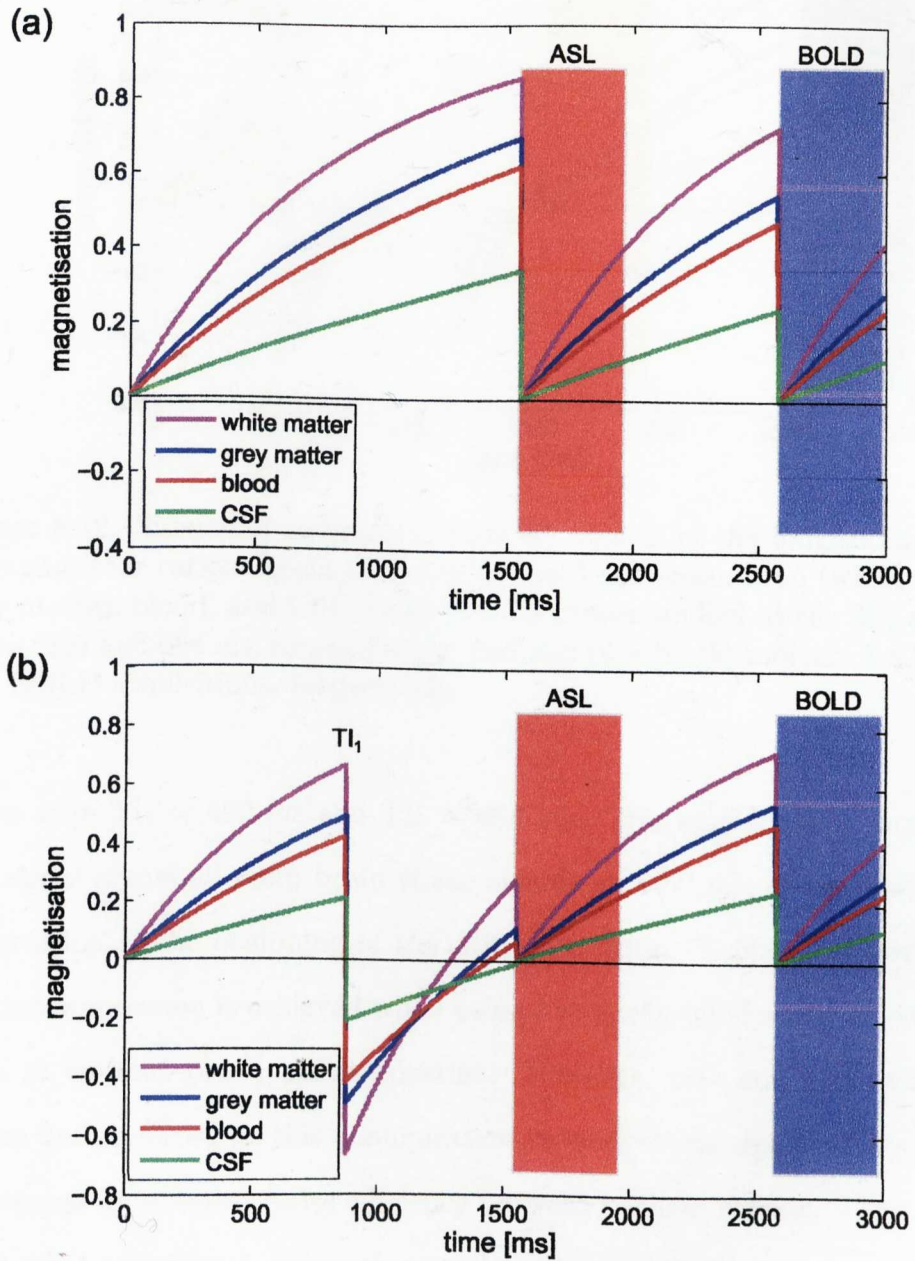 (a)
1
ASL
BOLD
0.8
0.6
0.4
0.2
0
−0.2
−0.4
magnetisation
white matter
grey matter
blood
CSF
0
500
1000
1500
2000
2500
3000
time [ms]
(b)
1
ASL
BOLD
0.8
TI₁
0.6
0.4
0.2
0
−0.2
−0.4
−0.6
−0.8
magnetisation
white matter
grey matter
blood
CSF
0
500
1000
1500
2000
2500
3000
time [ms]